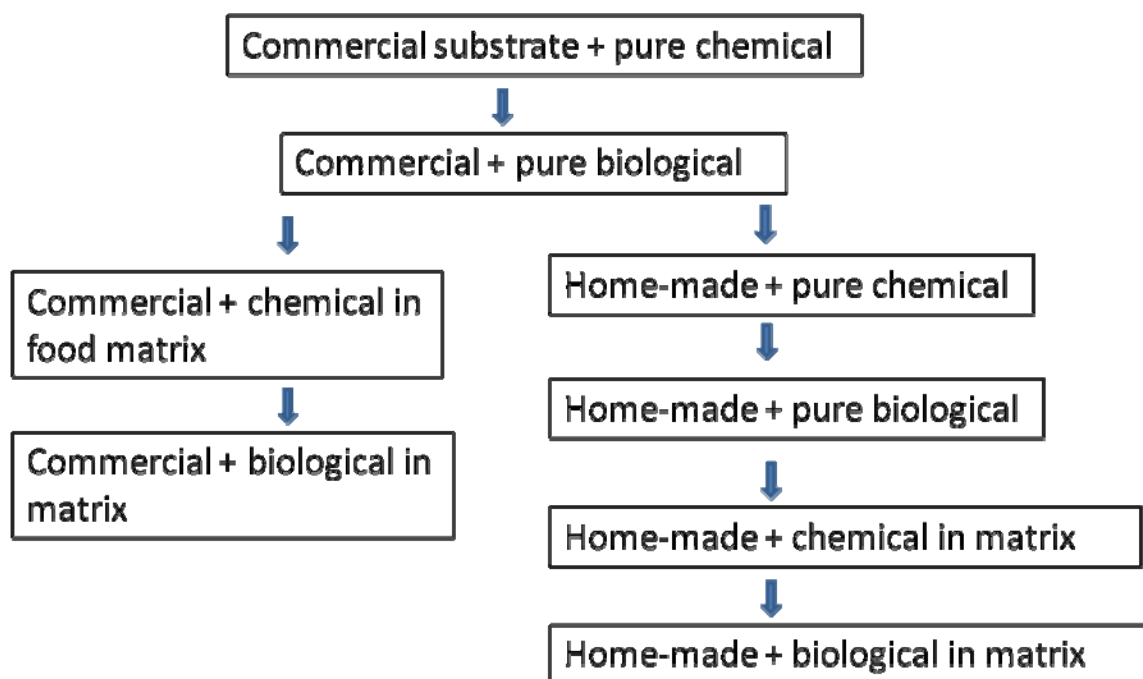 Commercial substrate + pure chemical
Commercial + pure biological
Commercial + chemical in
food matrix
Commercial + biological in
matrix
Home-made + pure chemical
Home-made + pure biological
Home-made + chemical in matrix
Home-made + biological in matrix